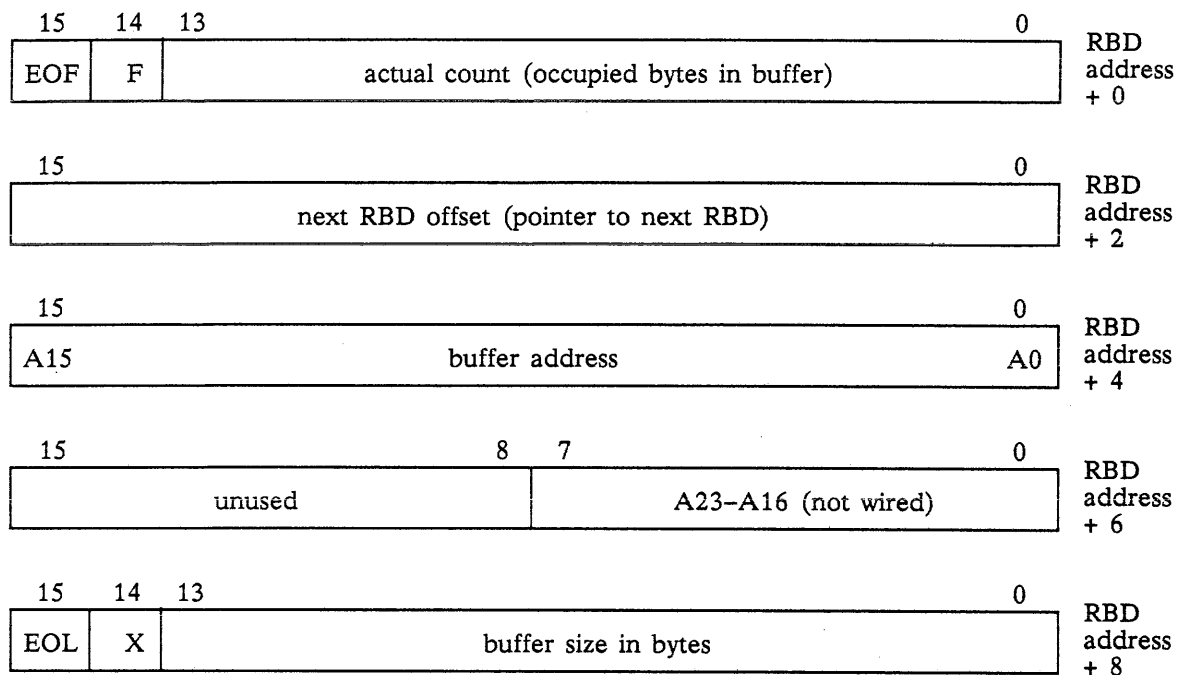 15 14 13 0
EOF F actual count (occupied bytes in buffer) RBD address + 0
15 0
next RBD offset (pointer to next RBD) RBD address + 2
15 0
A15 buffer address A0 RBD address + 4
15 8 7 0
unused A23–A16 (not wired) RBD address + 6
15 14 13 0
EOL X buffer size in bytes RBD address + 8